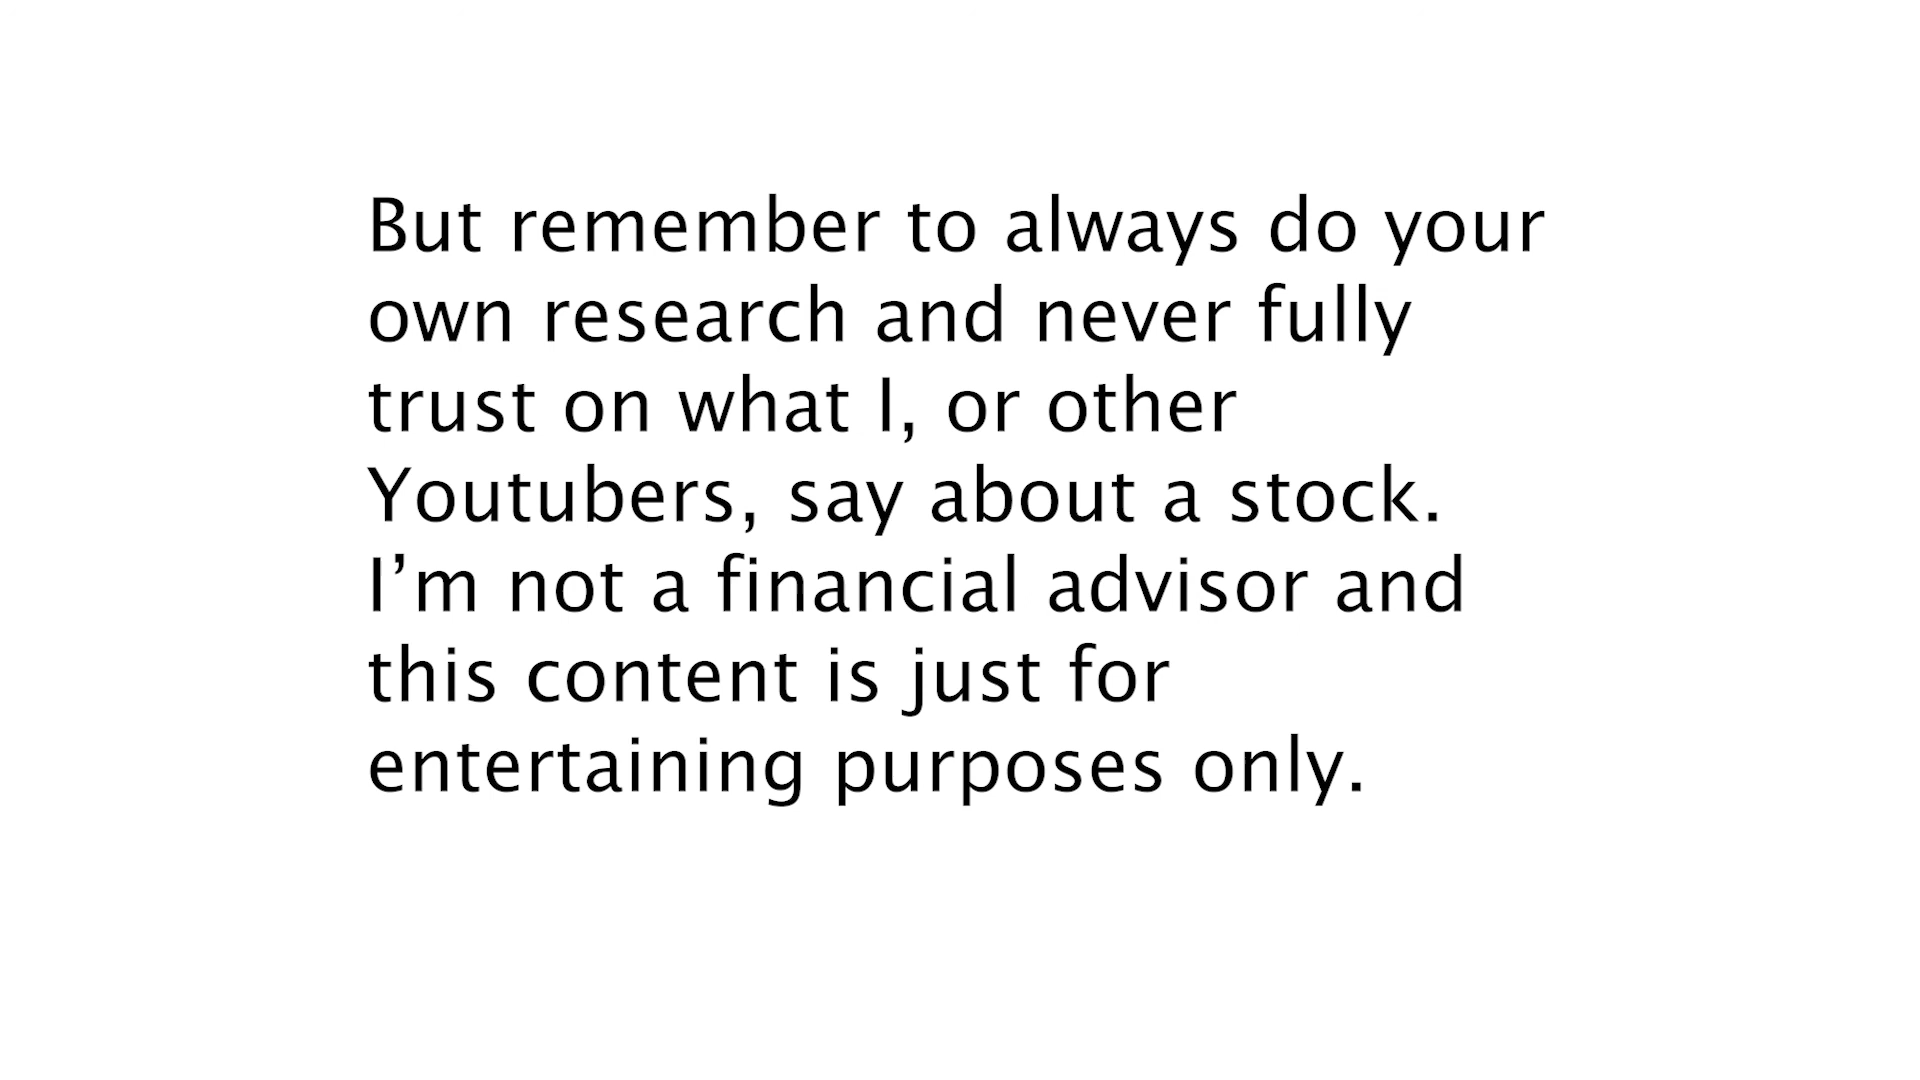 But remember to always do your
own research and never fully
trust on what I, or other
Youtubers, say about a stock.
I’m not a financial advisor and
this content is just for
entertaining purposes only.